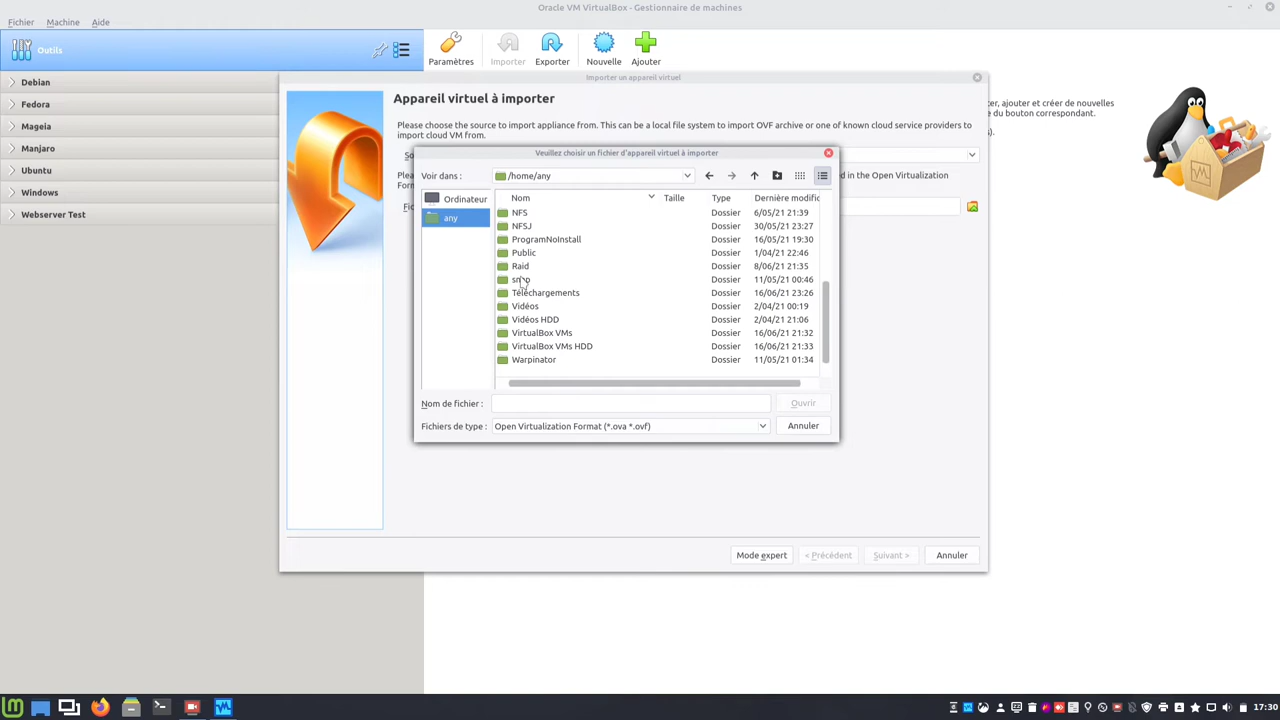 Oracle VM VirtualBox - Gestionnaire de machines
Fichier Machine Aide
Outils
Paramètres Importer Exporter Nouvelle Ajouter
Debian
Fedora
Mageia
Manjaro
Ubuntu
Windows
Webserver Test
Importer un appareil virtuel
Appareil virtuel à importer
Please choose the source to import appliance from. This can be a local file system to import OVF archive or one of known cloud service providers to
import cloud VM from.
ter, ajouter et créer de nouvelles
du bouton correspondant.
Veuillez choisir un fichier d'appareil virtuel à importer
Voir dans : /home/any
d in the Open Virtualization
Ordinateur
any
Nom Taille Type Dernière modific
NFS Dossier 6/05/21 21:39
NFSJ Dossier 30/05/21 23:27
ProgramNoInstall Dossier 16/05/21 19:30
Public Dossier 1/04/21 22:46
Raid Dossier 8/06/21 21:35
Dossier 11/05/21 00:46
Téléchargements Dossier 16/06/21 23:26
Vidéos Dossier 2/04/21 00:19
Vidéos HDD Dossier 2/04/21 21:06
VirtualBox VMs Dossier 16/06/21 21:32
VirtualBox VMs HDD Dossier 16/06/21 21:33
Warpinator Dossier 11/05/21 01:34
Nom de fichier : Ouvrir
Fichiers de type : Open Virtualization Format (*.ova *.ovf) Annuler
Mode expert < Précédent Suivant > Annuler
17:30